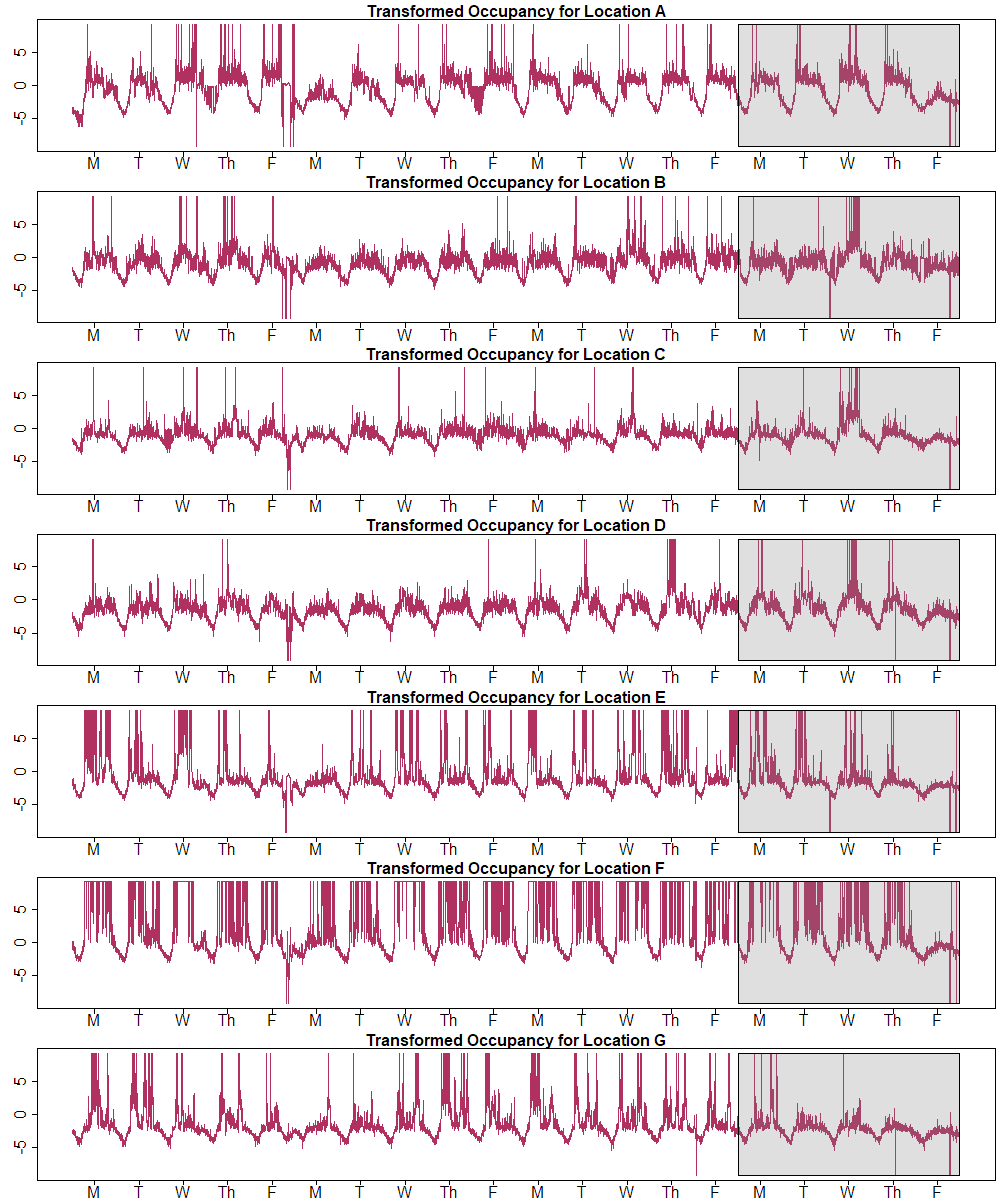 Transformed Occupancy for Location A
5
0
-5
M T W Th F M T W Th F M T W Th F M T W Th F
Transformed Occupancy for Location B
5
0
-5
M T W Th F M T W Th F M T W Th F M T W Th F
Transformed Occupancy for Location C
5
0
-5
M T W Th F M T W Th F M T W Th F M T W Th F
Transformed Occupancy for Location D
5
0
-5
M T W Th F M T W Th F M T W Th F M T W Th F
Transformed Occupancy for Location E
5
0
-5
M T W Th F M T W Th F M T W Th F M T W Th F
Transformed Occupancy for Location F
5
0
-5
M T W Th F M T W Th F M T W Th F M T W Th F
Transformed Occupancy for Location G
5
0
-5
M T W Th F M T W Th F M T W Th F M T W Th F